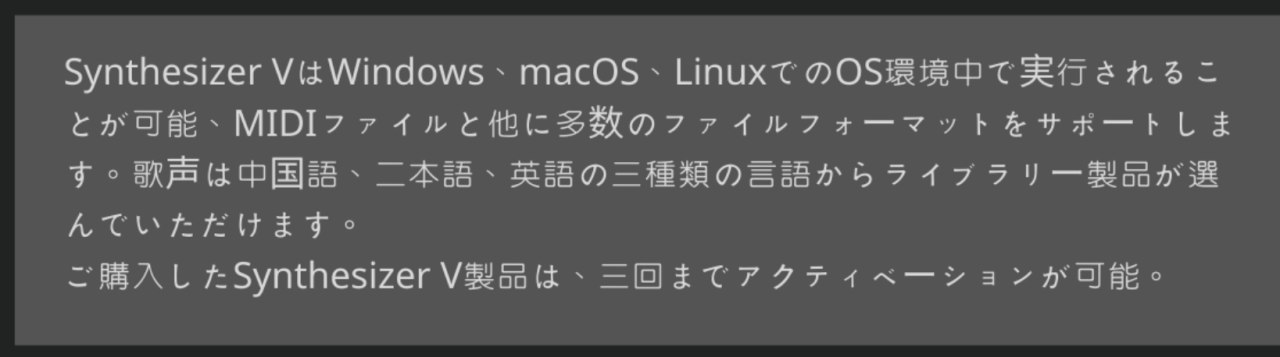 Synthesizer VはWindows、macOS、LinuxでのOS環境中で実行されるこ
とが可能、MIDIファイルと他に多数のファイルフォーマットをサポートしま
す。歌声は中国語、二本語、英語の三種類の言語からライブラリー製品が選
んでいただけます。
ご購入したSynthesizer V製品は、三回までアクティベーションが可能。